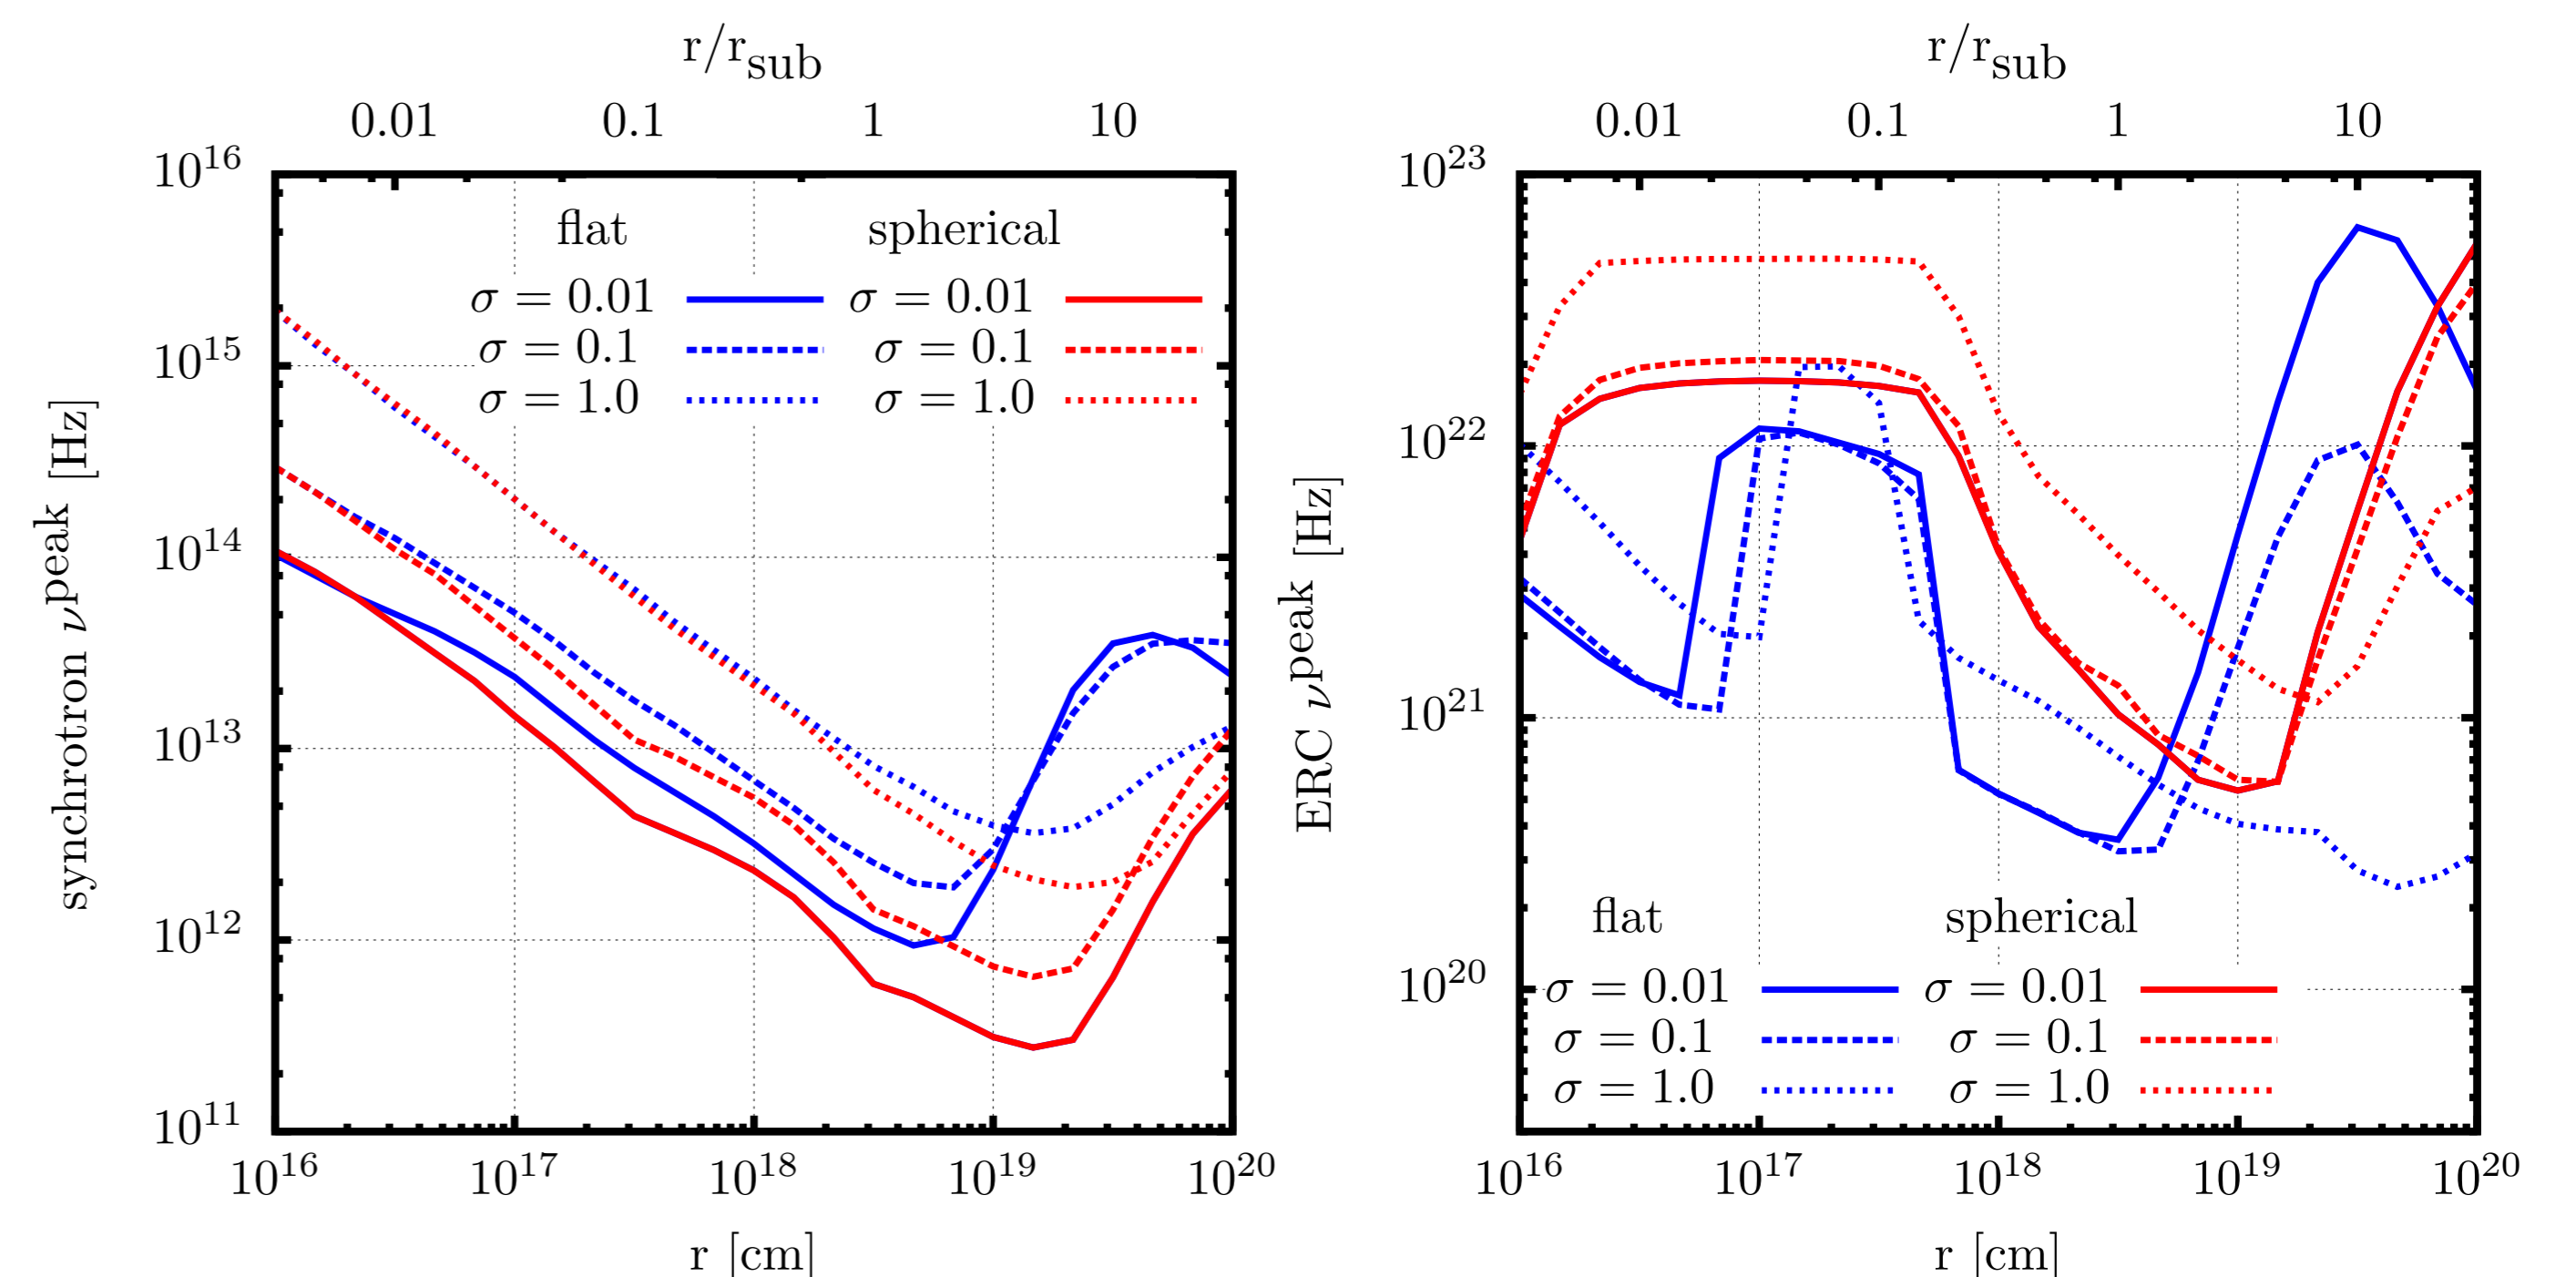 r/r_sub
0.01 0.1 1 10
synchrotron ν^peak [Hz]
10^16
10^15
10^14
10^13
10^12
10^11
flat spherical
σ = 0.01 σ = 0.01
σ = 0.1 σ = 0.1
σ = 1.0 σ = 1.0
10^16 10^17 10^18 10^19 10^20
r [cm]
r/r_sub
0.01 0.1 1 10
ERC ν^peak [Hz]
10^23
10^22
10^21
10^20
flat spherical
σ = 0.01 σ = 0.01
σ = 0.1 σ = 0.1
σ = 1.0 σ = 1.0
10^16 10^17 10^18 10^19 10^20
r [cm]